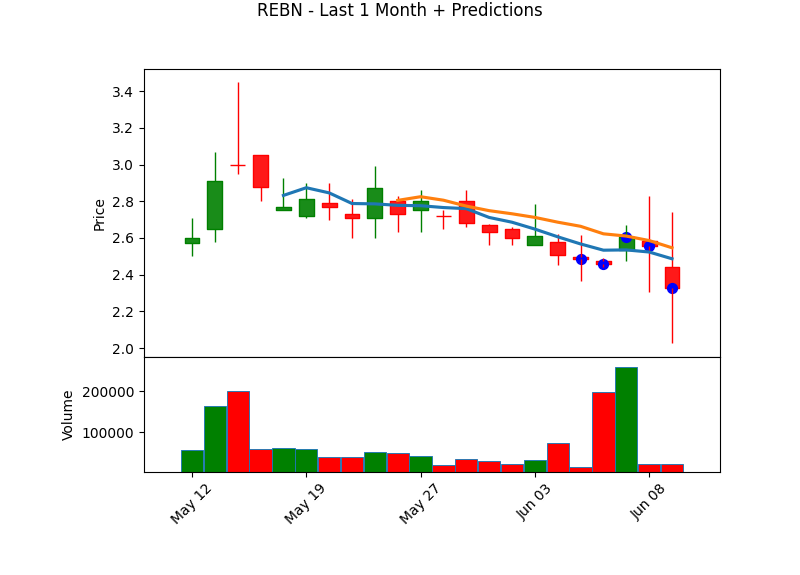 REBN - Last 1 Month + Predictions
3.4
3.2
3.0
2.8
2.6
2.4
2.2
2.0
Price
200000
100000
Volume
May 12
May 19
May 27
Jun 03
Jun 08